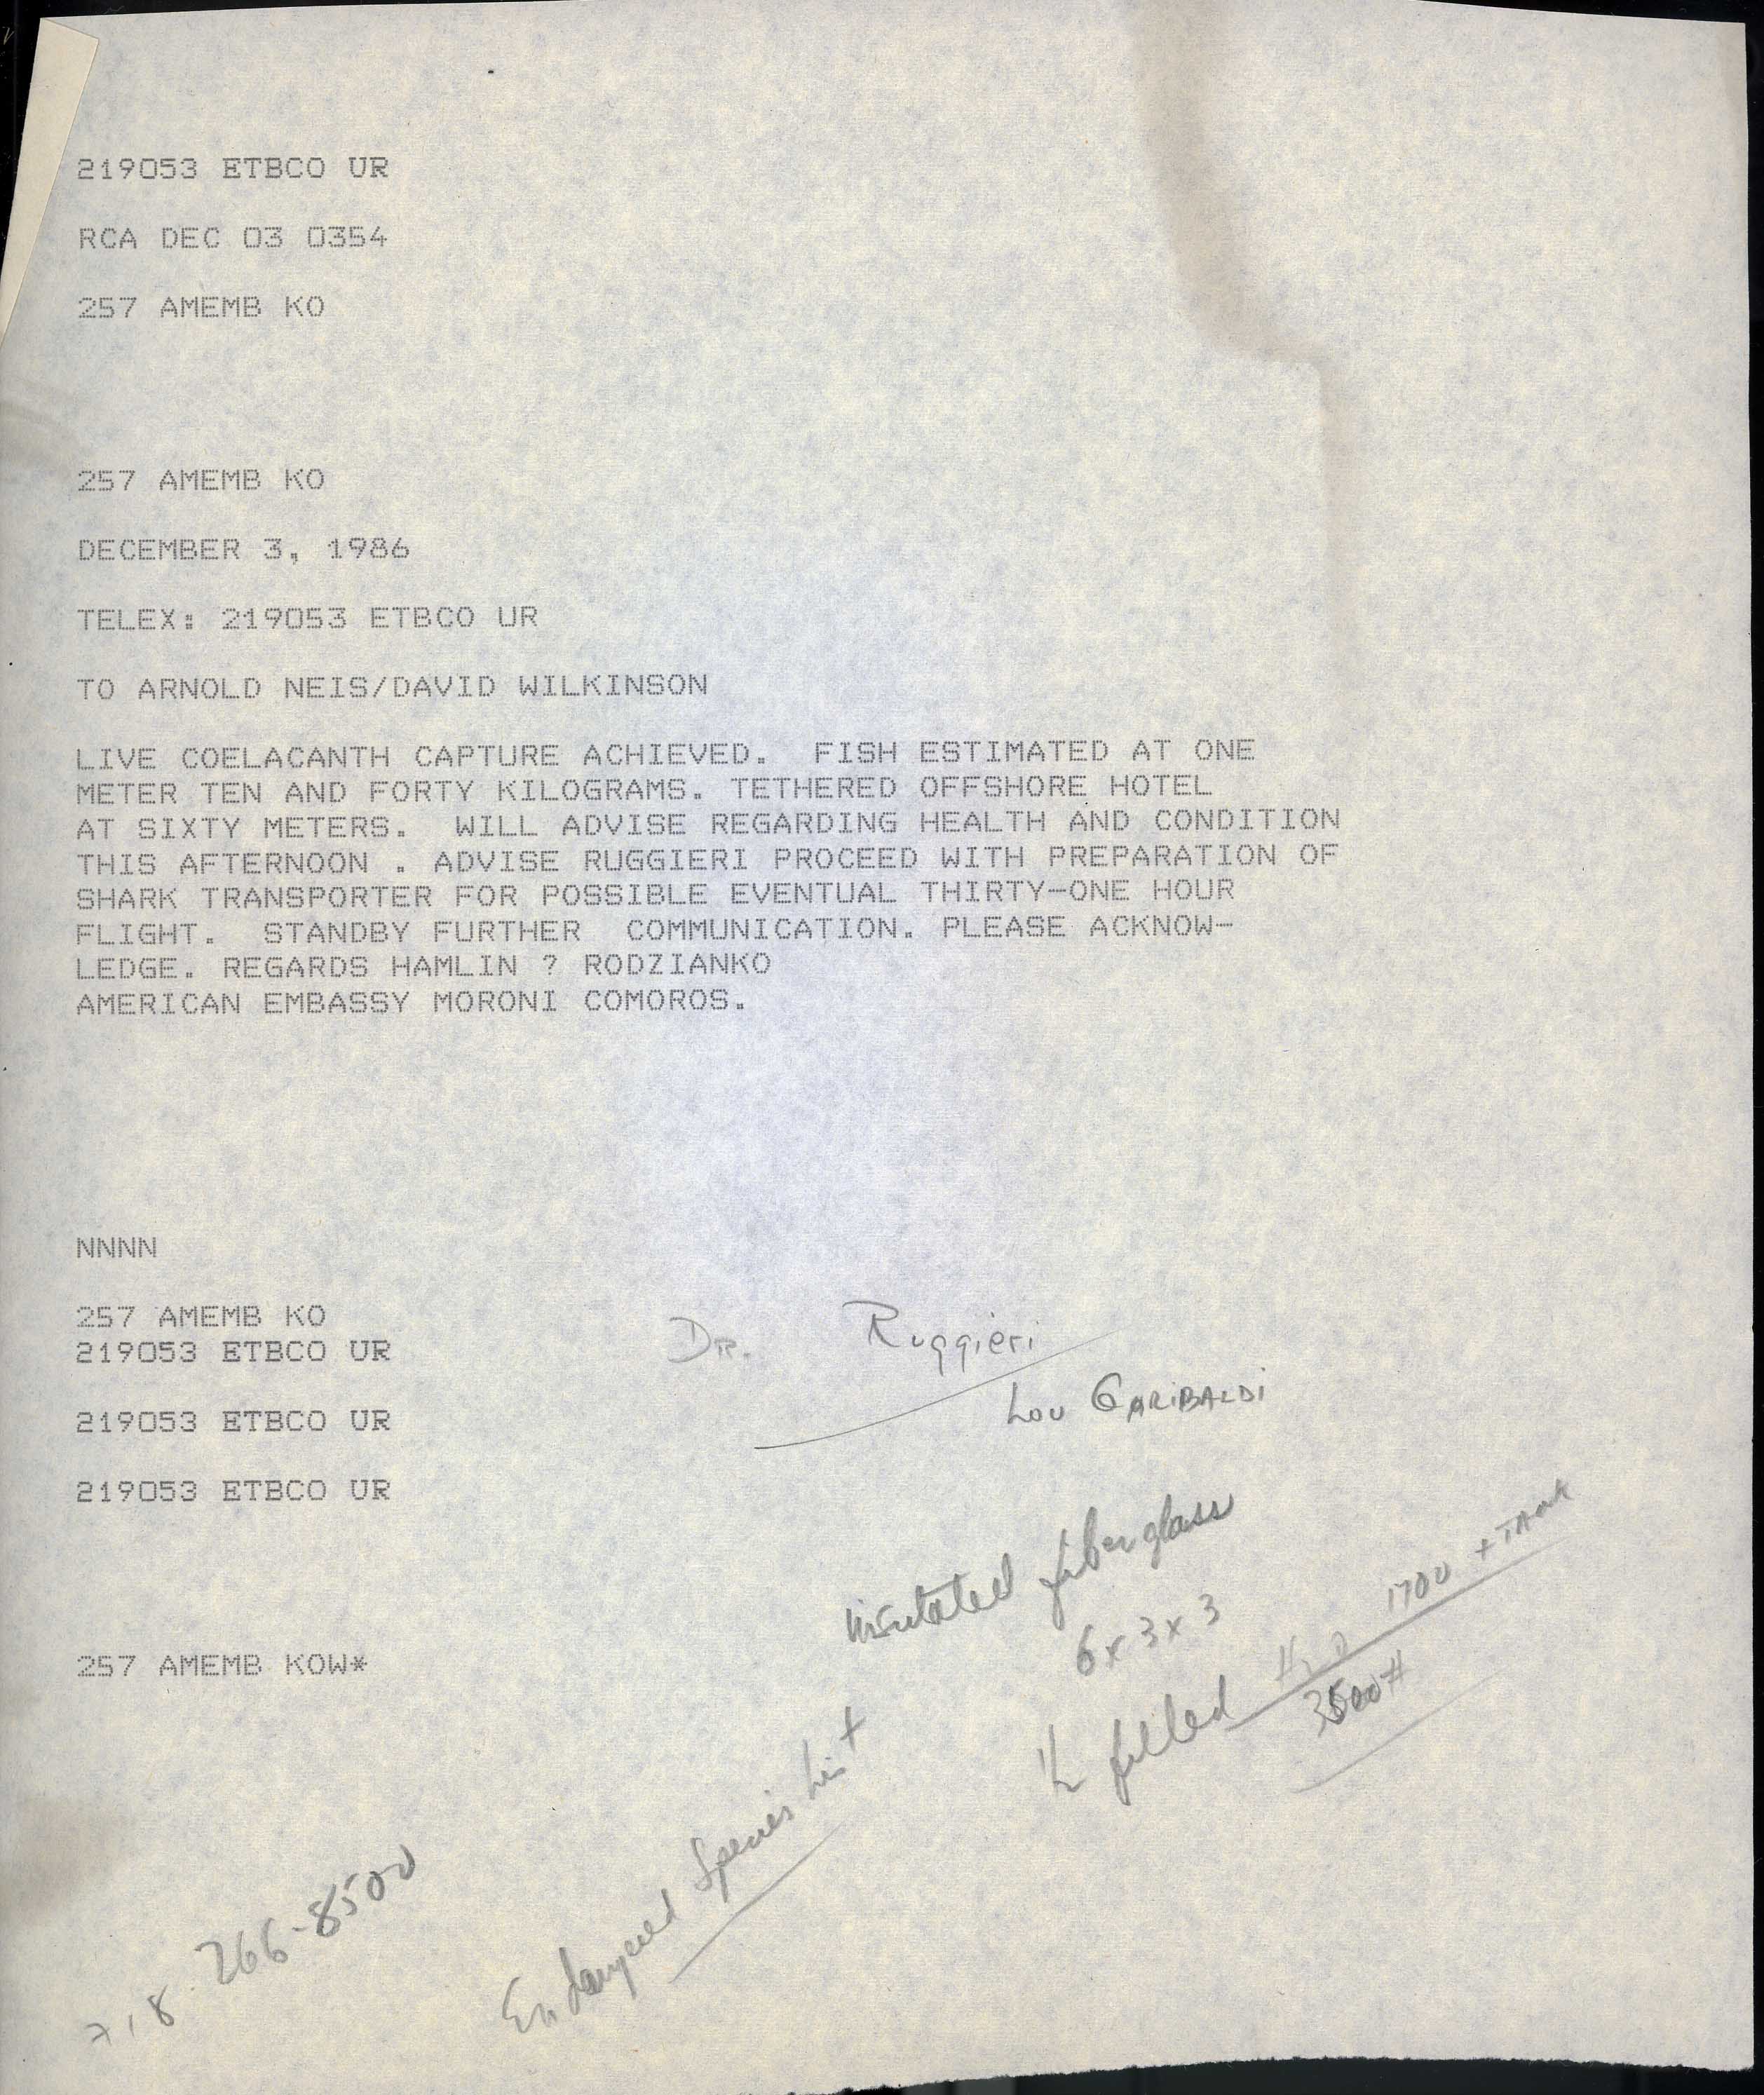 219053 ETBCO UR
RCA DEC 03 0354
257 AMEMB KO
257 AMEMB KO
DECEMBER 3, 1986
TELEX: 219053 ETBCO UR
TO ARNOLD NEIS/DAVID WILKINSON
LIVE COELACANTH CAPTURE ACHIEVED.  FISH ESTIMATED AT ONE
METER TEN AND FORTY KILOGRAMS. TETHERED OFFSHORE HOTEL
AT SIXTY METERS.  WILL ADVISE REGARDING HEALTH AND CONDITION
THIS AFTERNOON . ADVISE RUGGIERI PROCEED WITH PREPARATION OF
SHARK TRANSPORTER FOR POSSIBLE EVENTUAL THIRTY-ONE HOUR
FLIGHT.  STANDBY FURTHER  COMMUNICATION. PLEASE ACKNOW-
LEDGE. REGARDS HAMLIN ? RODZIANKO
AMERICAN EMBASSY MORONI COMOROS.
NNNN
257 AMEMB KO
219053 ETBCO UR
Dr. Ruggieri
Lou GARiBALDi
219053 ETBCO UR
219053 ETBCO UR
insulated fiberglass
6 x 3 x 3
1/2 filled H2O 1700 + TANK
3500#
257 AMEMB KOW*
Endangered Species List
718-266-8500